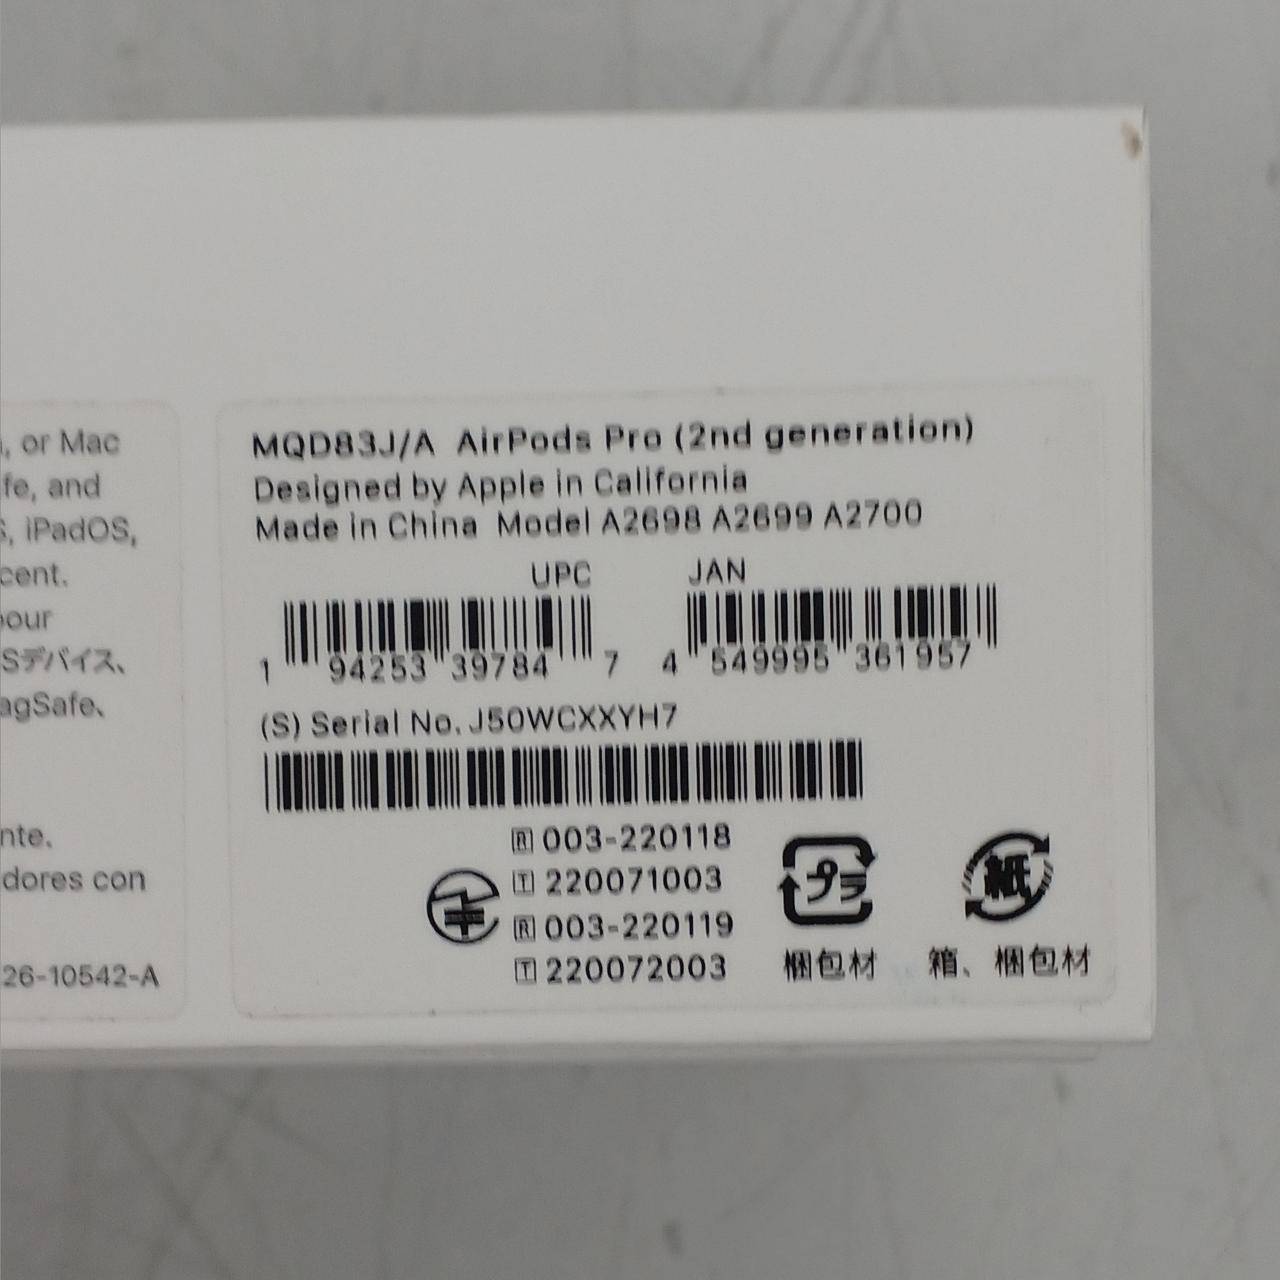 , or Mac
fe, and
S, iPadOS,
cent.
pour
Sデバイス、
agSafe、
nte.
dores con
26-10542-A
MQD83J/A AirPods Pro (2nd generation)
Designed by Apple in California
Made in China Model A2698 A2699 A2700
UPC JAN
1 94253 39784 7 4 549995 361957
(S) Serial No. J50WCXXYH7
R 003-220118
T 220071003
R 003-220119
T 220072003
プラ
梱包材
紙
箱、梱包材